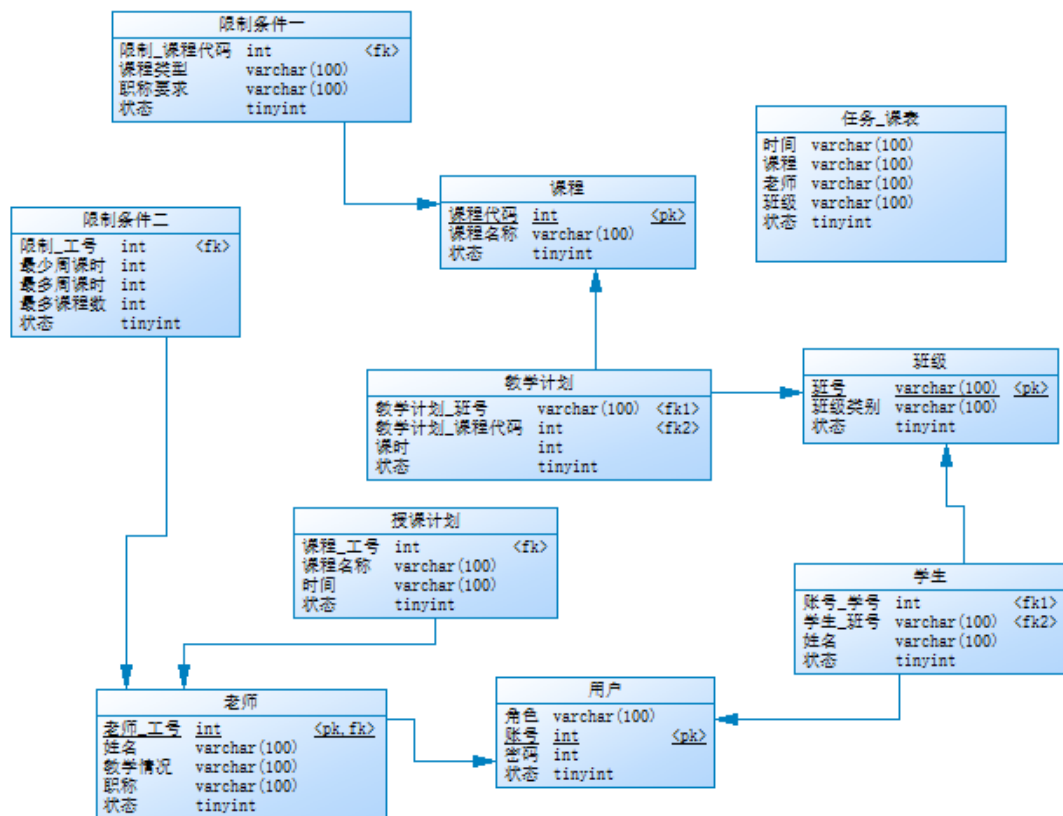 限制条件一
限制_课程代码 int <fk>
课程类型 varchar(100)
职称要求 varchar(100)
状态 tinyint
任务_课表
时间 varchar(100)
课程 varchar(100)
老师 varchar(100)
班级 varchar(100)
状态 tinyint
课程
课程代码 int <pk>
课程名称 varchar(100)
状态 tinyint
限制条件二
限制_工号 int <fk>
最少周课时 int
最多周课时 int
最多课程数 int
状态 tinyint
班级
班号 varchar(100) <pk>
班级类别 varchar(100)
状态 tinyint
教学计划
教学计划_班号 varchar(100) <fk1>
教学计划_课程代码 int <fk2>
课时 int
状态 tinyint
授课计划
课程_工号 int <fk>
课程名称 varchar(100)
时间 varchar(100)
状态 tinyint
学生
账号_学号 int <fk1>
学生_班号 varchar(100) <fk2>
姓名 varchar(100)
状态 tinyint
老师
老师_工号 int <pk,fk>
姓名 varchar(100)
教学情况 varchar(100)
职称 varchar(100)
状态 tinyint
用户
角色 varchar(100)
账号 int <pk>
密码 int
状态 tinyint